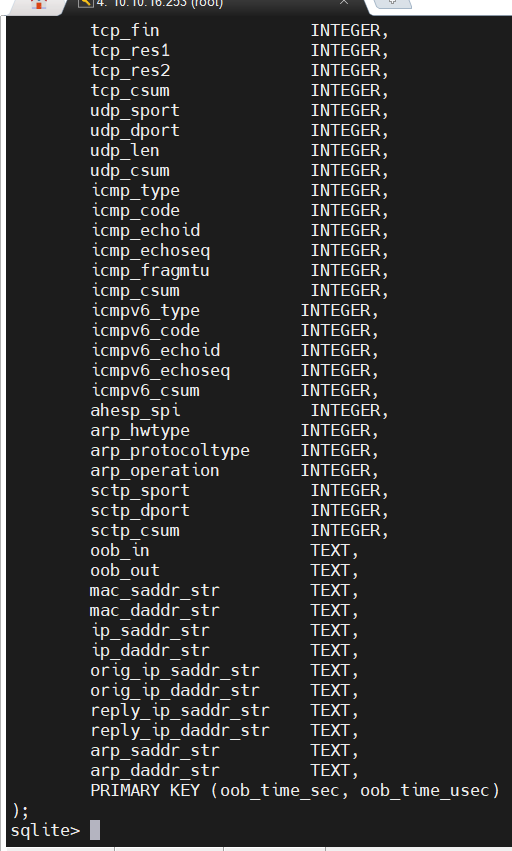 4. 10.10.16.253 (root)
tcp_fin INTEGER,
tcp_res1 INTEGER,
tcp_res2 INTEGER,
tcp_csum INTEGER,
udp_sport INTEGER,
udp_dport INTEGER,
udp_len INTEGER,
udp_csum INTEGER,
icmp_type INTEGER,
icmp_code INTEGER,
icmp_echoid INTEGER,
icmp_echoseq INTEGER,
icmp_fragmtu INTEGER,
icmp_csum INTEGER,
icmpv6_type INTEGER,
icmpv6_code INTEGER,
icmpv6_echoid INTEGER,
icmpv6_echoseq INTEGER,
icmpv6_csum INTEGER,
ahesp_spi INTEGER,
arp_hwtype INTEGER,
arp_protocoltype INTEGER,
arp_operation INTEGER,
sctp_sport INTEGER,
sctp_dport INTEGER,
sctp_csum INTEGER,
oob_in TEXT,
oob_out TEXT,
mac_saddr_str TEXT,
mac_daddr_str TEXT,
ip_saddr_str TEXT,
ip_daddr_str TEXT,
orig_ip_saddr_str TEXT,
orig_ip_daddr_str TEXT,
reply_ip_saddr_str TEXT,
reply_ip_daddr_str TEXT,
arp_saddr_str TEXT,
arp_daddr_str TEXT,
PRIMARY KEY (oob_time_sec, oob_time_usec)
);
sqlite>